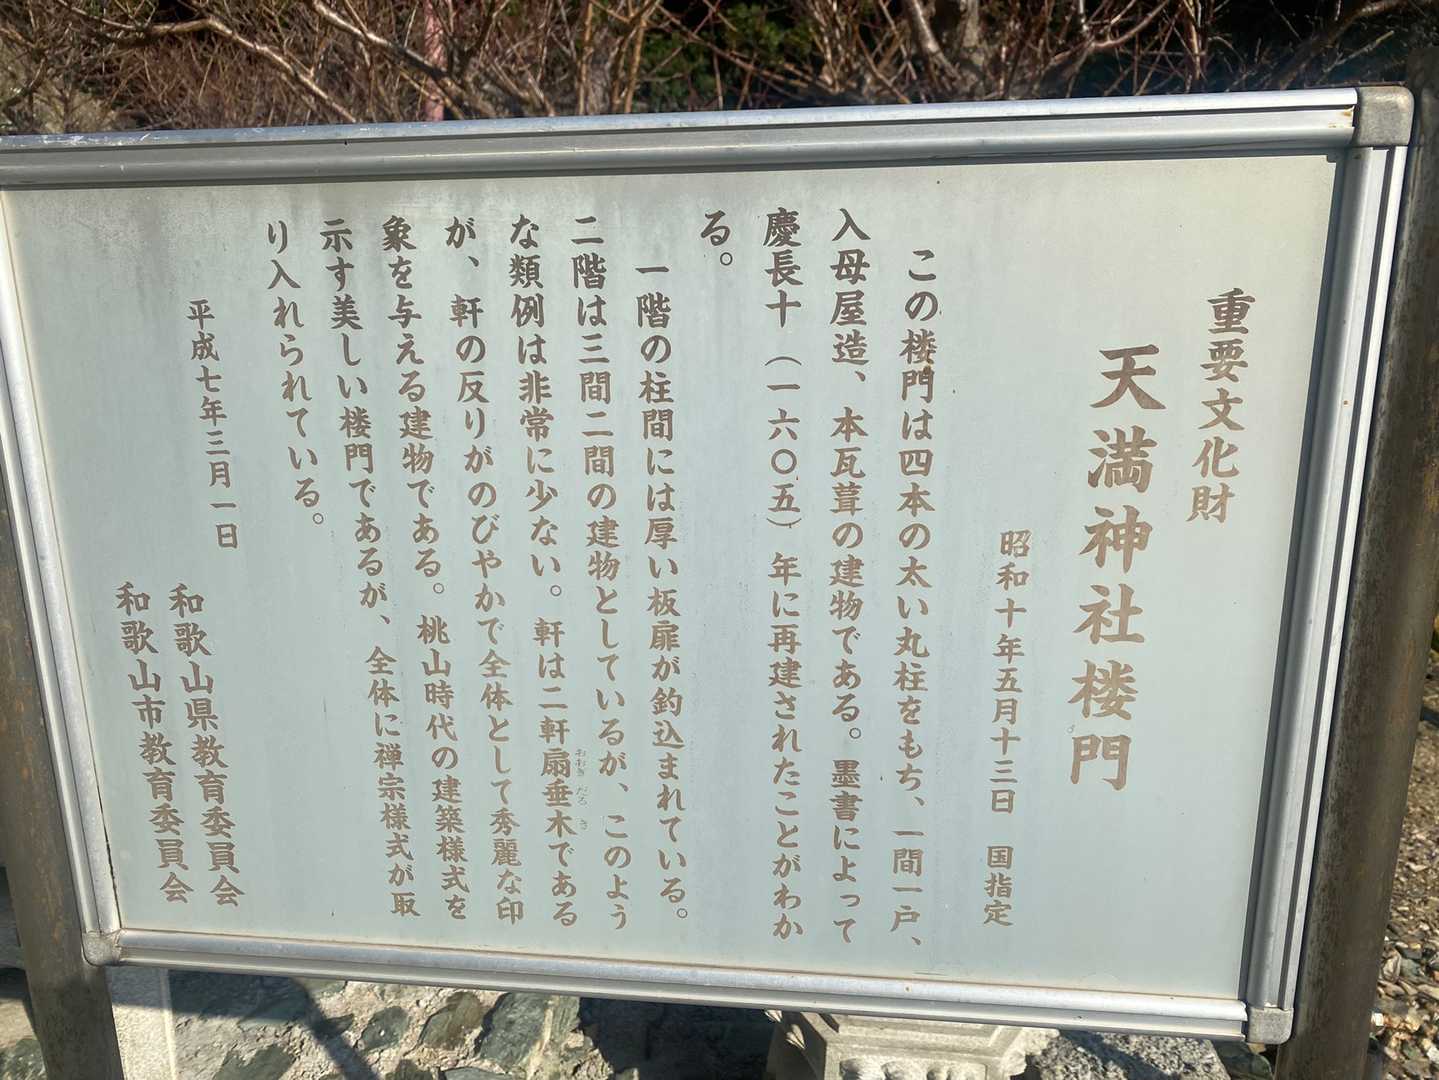 重要文化財
天満神社楼門
昭和十年五月十三日 国指定
この楼門は四本の太い丸柱をもち、一間一戸、
入母屋造、本瓦葺の建物である。墨書によって
慶長十（一六〇五）年に再建されたことがわか
る。
一階の柱間には厚い板扉が釣込まれている。
二階は三間二間の建物としているが、このよう
な類例は非常に少ない。軒は二軒扇垂木である
おおぎだるき
が、軒の反りがのびやかで全体として秀麗な印
象を与える建物である。桃山時代の建築様式を
示す美しい楼門であるが、全体に禅宗様式が取
り入れられている。
平成七年三月一日
和歌山県教育委員会
和歌山市教育委員会